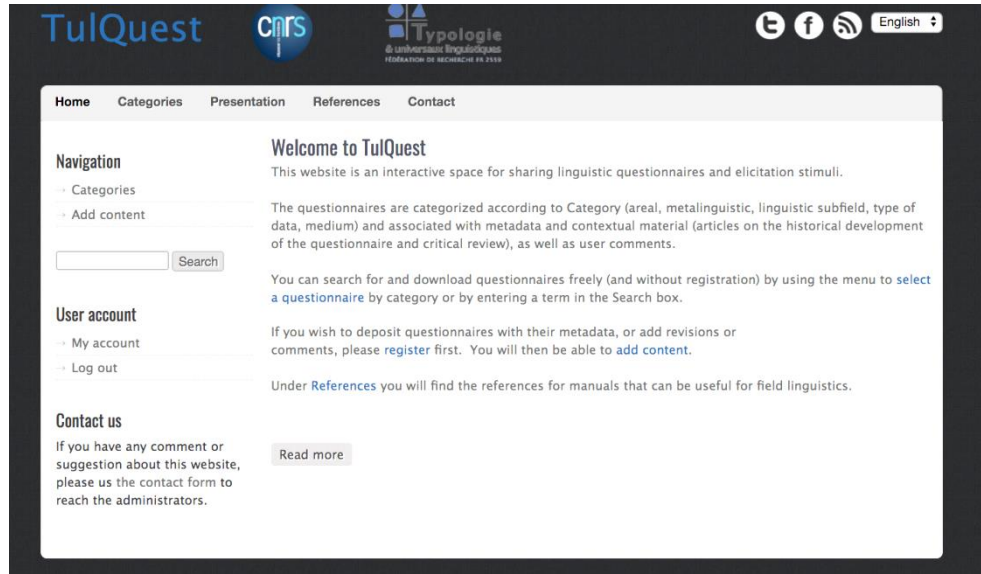 TulQuest
cnrs
Typologie
& universaux linguistiques
FÉDÉRATION DE RECHERCHE FR 2559
English
Home Categories Presentation References Contact
Navigation
Categories
Add content
Search
User account
My account
Log out
Contact us
If you have any comment or
suggestion about this website,
please us the contact form to
reach the administrators.
Welcome to TulQuest
This website is an interactive space for sharing linguistic questionnaires and elicitation stimuli.
The questionnaires are categorized according to Category (areal, metalinguistic, linguistic subfield, type of
data, medium) and associated with metadata and contextual material (articles on the historical development
of the questionnaire and critical review), as well as user comments.
You can search for and download questionnaires freely (and without registration) by using the menu to select
a questionnaire by category or by entering a term in the Search box.
If you wish to deposit questionnaires with their metadata, or add revisions or
comments, please register first. You will then be able to add content.
Under References you will find the references for manuals that can be useful for field linguistics.
Read more